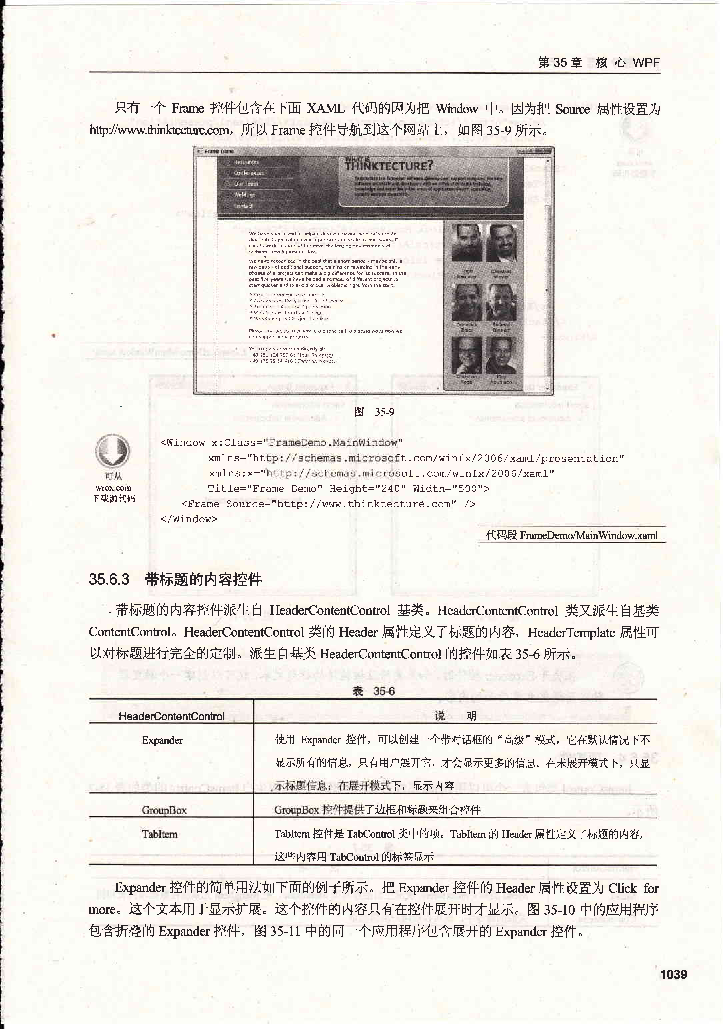 第35章 核心 WPF
只有一个 Frame 控件包含在下面 XAML 代码的因为把 Window 中。因为把 Source 属性设置为
http://www.thinktecture.com，所以 Frame 控件导航到这个网站上，如图 35-9 所示。
Frame Demo
Resources
Conferences
Our Team
Weblogs
Contact
What is
THINKTECTURE?
图 35-9
<Window x:Class="FrameDemo.MainWindow"
xmlns="http://schemas.microsoft.com/winfx/2006/xaml/presentation"
xmlns:x="http://schemas.microsoft.com/winfx/2006/xaml"
Title="Frame Demo" Height="240" Width="500">
<Frame Source="http://www.thinktecture.com" />
</Window>
可从
wrox.com
下载源代码
代码段 FrameDemo/MainWindow.xaml
35.6.3 带标题的内容控件
带标题的内容控件派生自 HeaderContentControl 基类。HeaderContentControl 类又派生自基类
ContentControl。HeaderContentControl 类的 Header 属性定义了标题的内容，HeaderTemplate 属性可
以对标题进行完全的定制。派生自基类 HeaderContentControl 的控件如表 35-6 所示。
表 35-6
HeaderContentControl 说 明
Expander 使用 Expander 控件，可以创建一个带对话框的“高级”模式，它在默认情况下不
显示所有的信息，只有用户展开它，才会显示更多的信息。在未展开模式下，只显
示标题信息；在展开模式下，显示内容
GroupBox GroupBox 控件提供了边框和标题来组合控件
TabItem TabItem 控件是 TabControl 类中的项。TabItem 的 Header 属性定义了标题的内容，
这些内容用 TabControl 的标签显示
Expander 控件的简单用法如下面的例子所示。把 Expander 控件的 Header 属性设置为 Click for
more。这个文本用于显示扩展。这个控件的内容只有在控件展开时才显示。图 35-10 中的应用程序
包含折叠的 Expander 控件，图 35-11 中的同一个应用程序包含展开的 Expander 控件。
1039